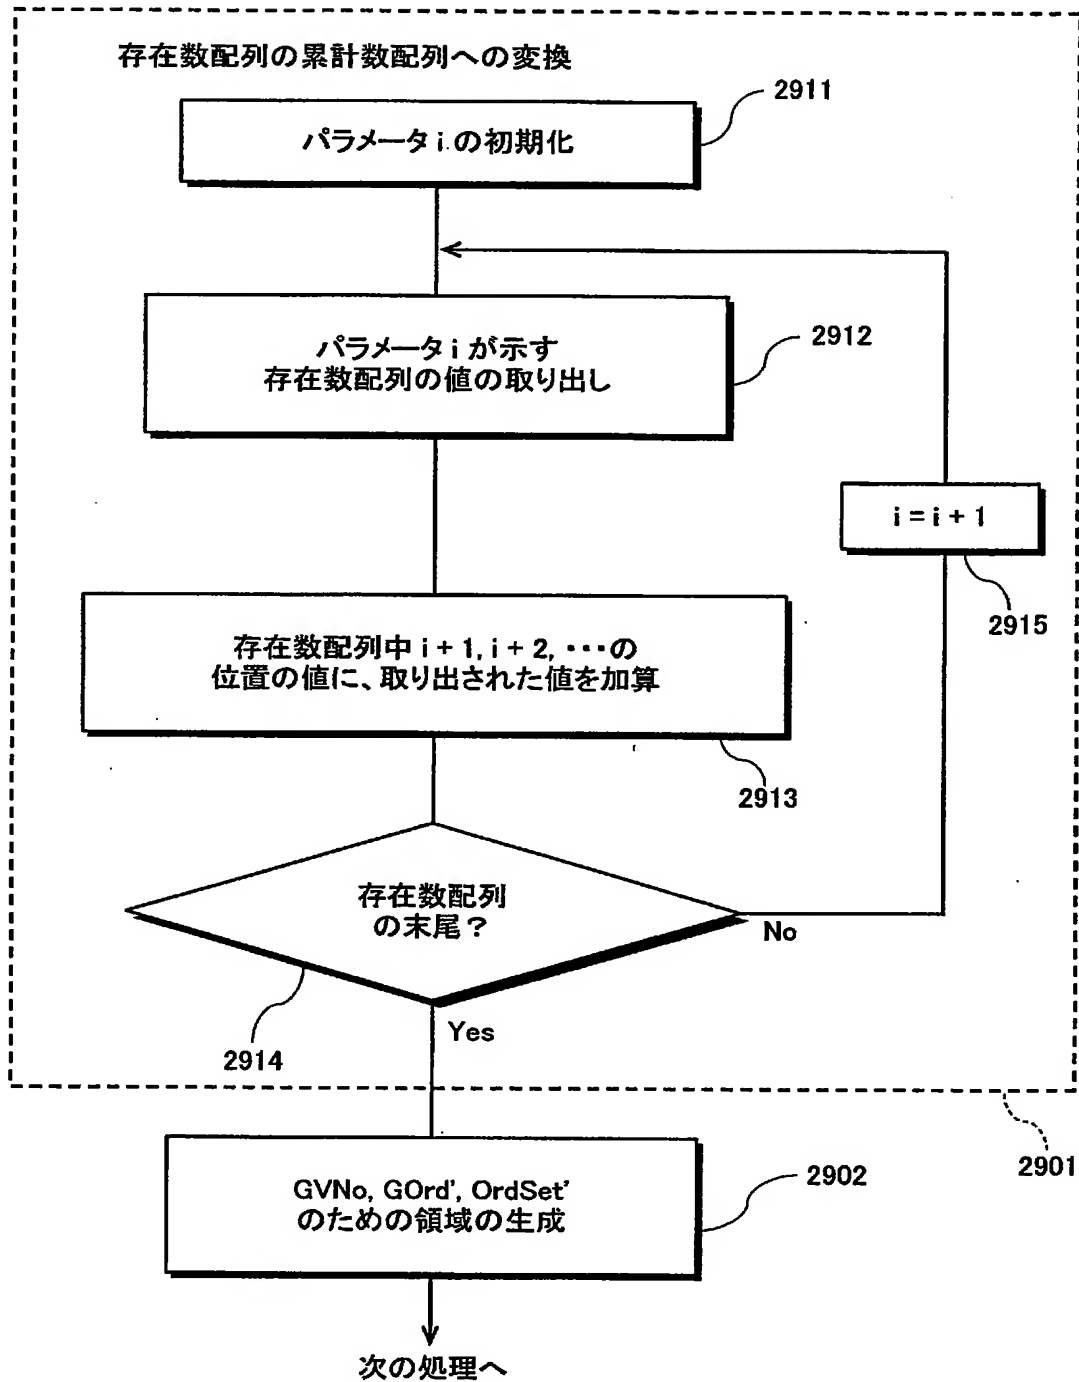 存在数配列の累計数配列への変換
2911
パラメータ i の初期化
2912
パラメータ i が示す
存在数配列の値の取り出し
i = i + 1
2915
存在数配列中 i + 1, i + 2, ･･･の
位置の値に、取り出された値を加算
2913
存在数配列
の末尾？
No
Yes
2914
2901
2902
GVNo, GOrd', OrdSet'
のための領域の生成
次の処理へ